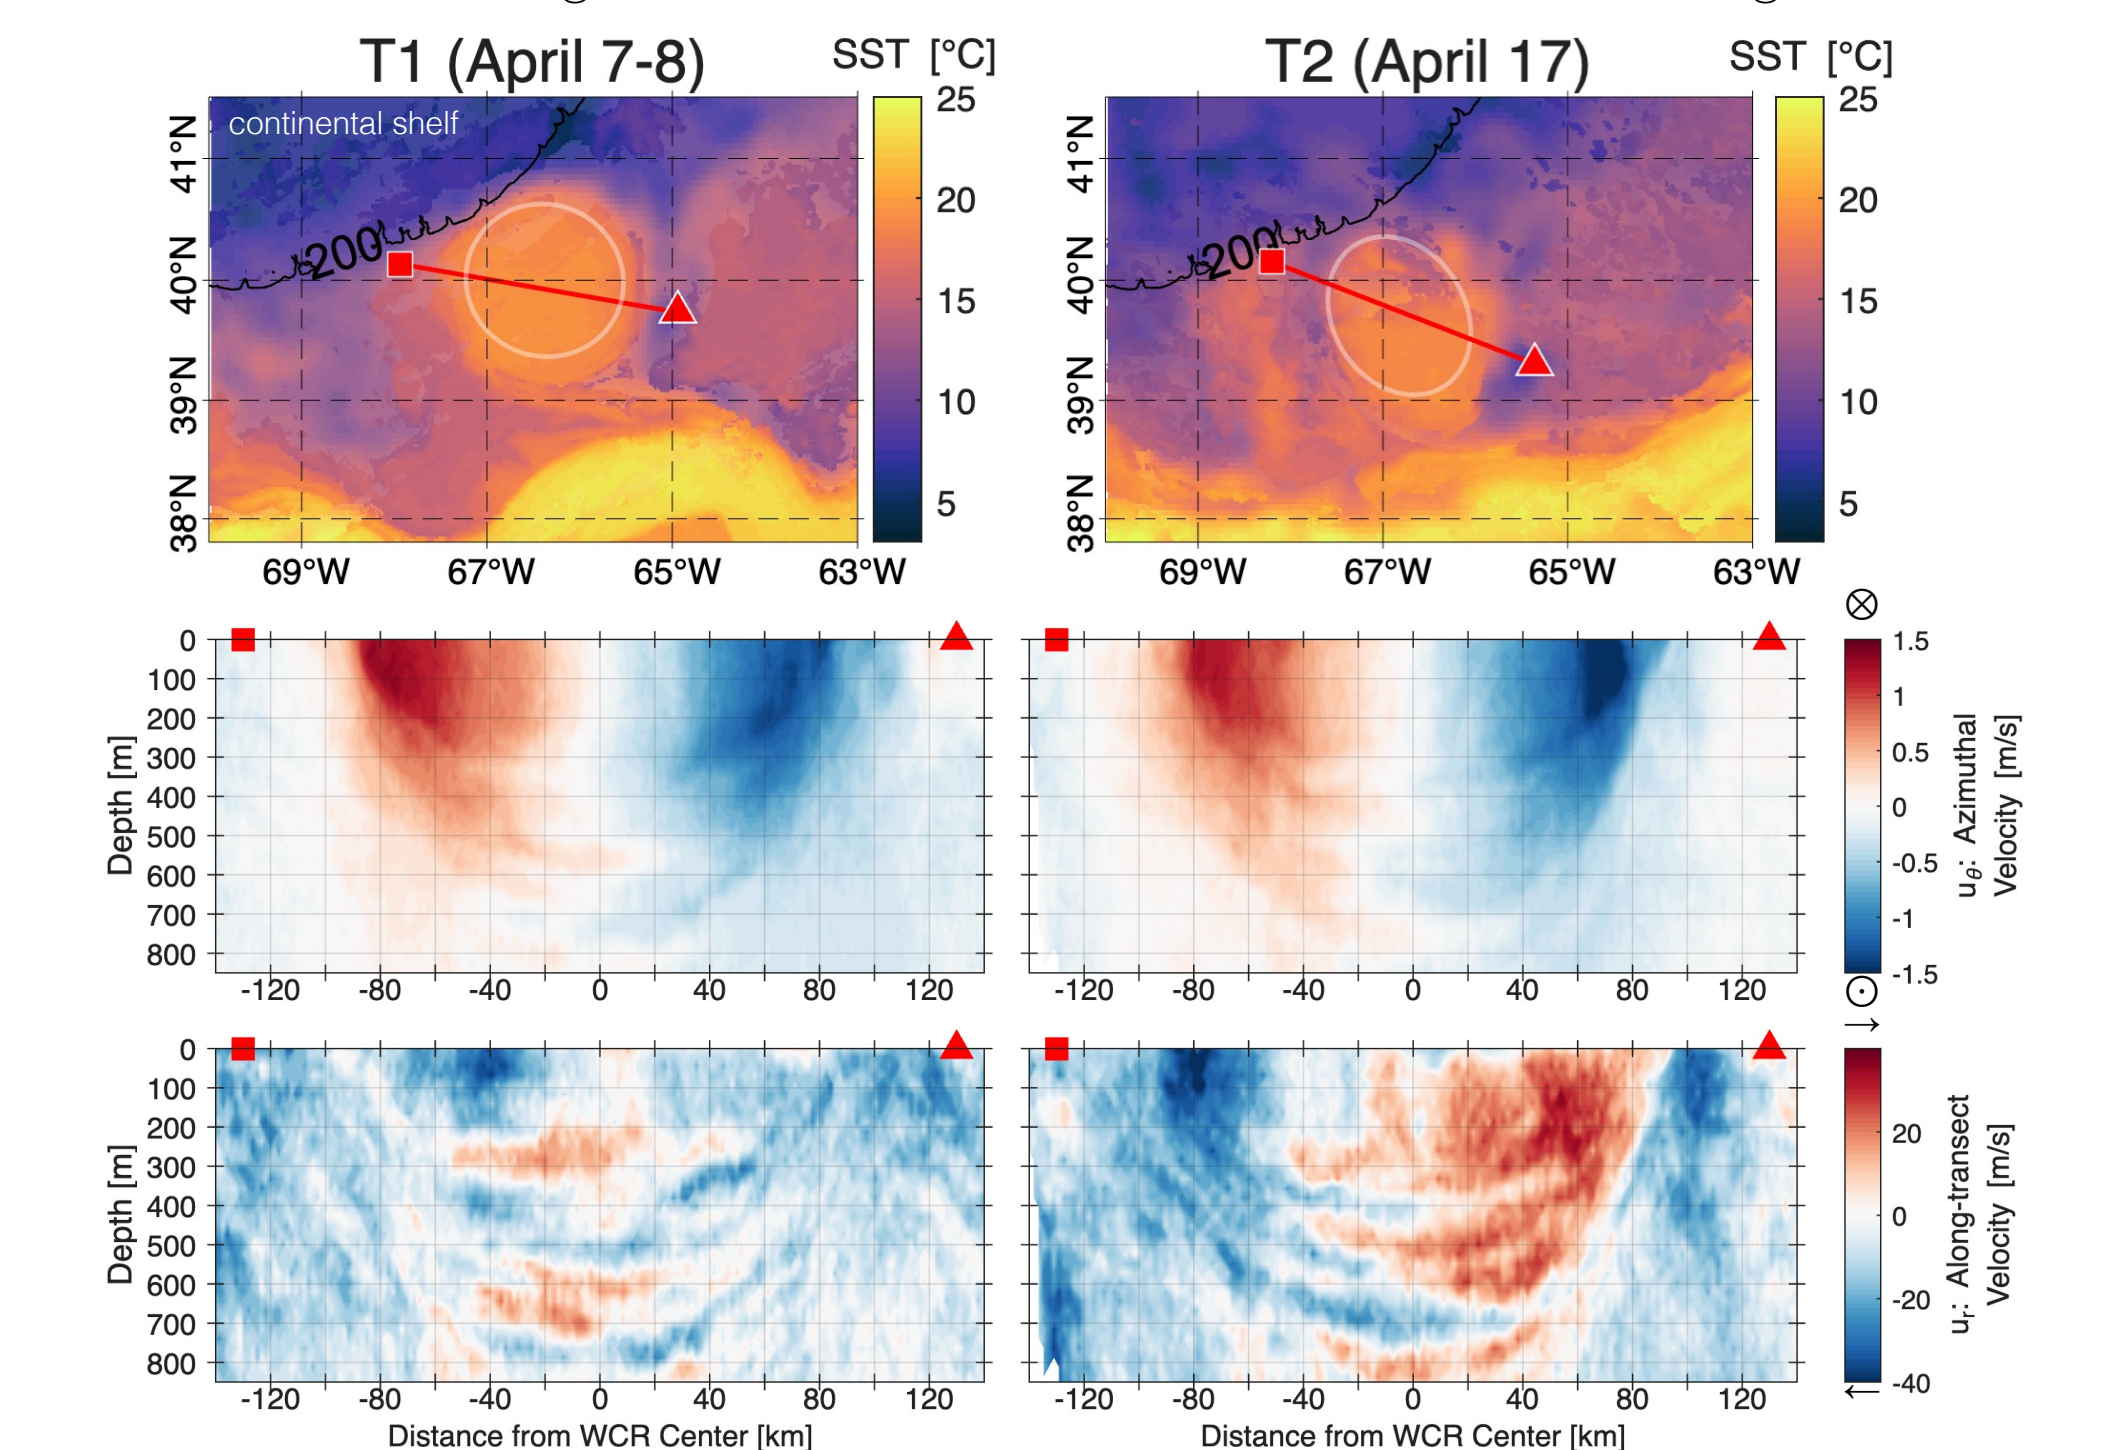 T1 (April 7-8)
SST [°C]
T2 (April 17)
SST [°C]
continental shelf
200
41°N
40°N
39°N
38°N
69°W
67°W
65°W
63°W
25
20
15
10
5
200
41°N
40°N
39°N
38°N
69°W
67°W
65°W
63°W
25
20
15
10
5
Depth [m]
0
100
200
300
400
500
600
700
800
-120
-80
-40
0
40
80
120
-120
-80
-40
0
40
80
120
⊗
1.5
1
0.5
0
-0.5
-1
-1.5
⊙
uθ: Azimuthal
Velocity [m/s]
Depth [m]
0
100
200
300
400
500
600
700
800
-120
-80
-40
0
40
80
120
Distance from WCR Center [km]
-120
-80
-40
0
40
80
120
Distance from WCR Center [km]
→
20
0
-20
-40
←
ur: Along-transect
Velocity [m/s]